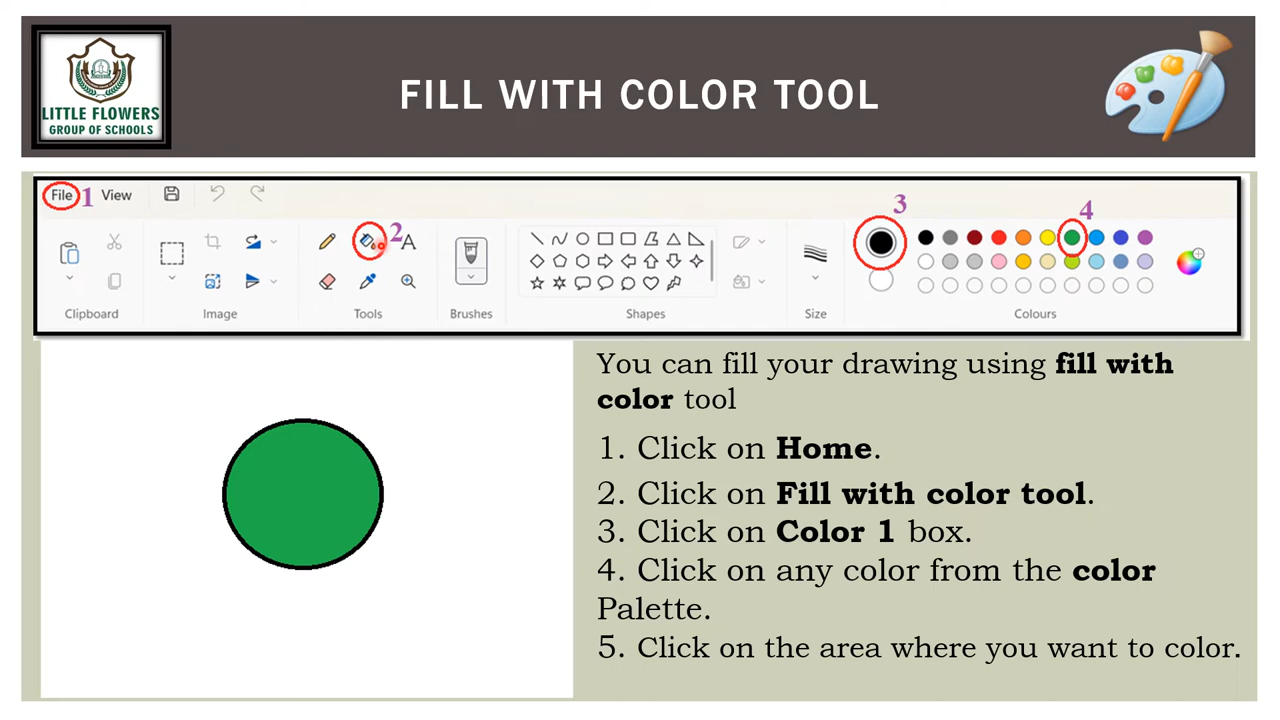 LITTLE FLOWERS
GROUP OF SCHOOLS
FILL WITH COLOR TOOL
File 1 View
2
A
3
4
Clipboard
Image
Tools
Brushes
Shapes
Size
Colours
You can fill your drawing using fill with
color tool
1. Click on Home.
2. Click on Fill with color tool.
3. Click on Color 1 box.
4. Click on any color from the color
Palette.
5. Click on the area where you want to color.